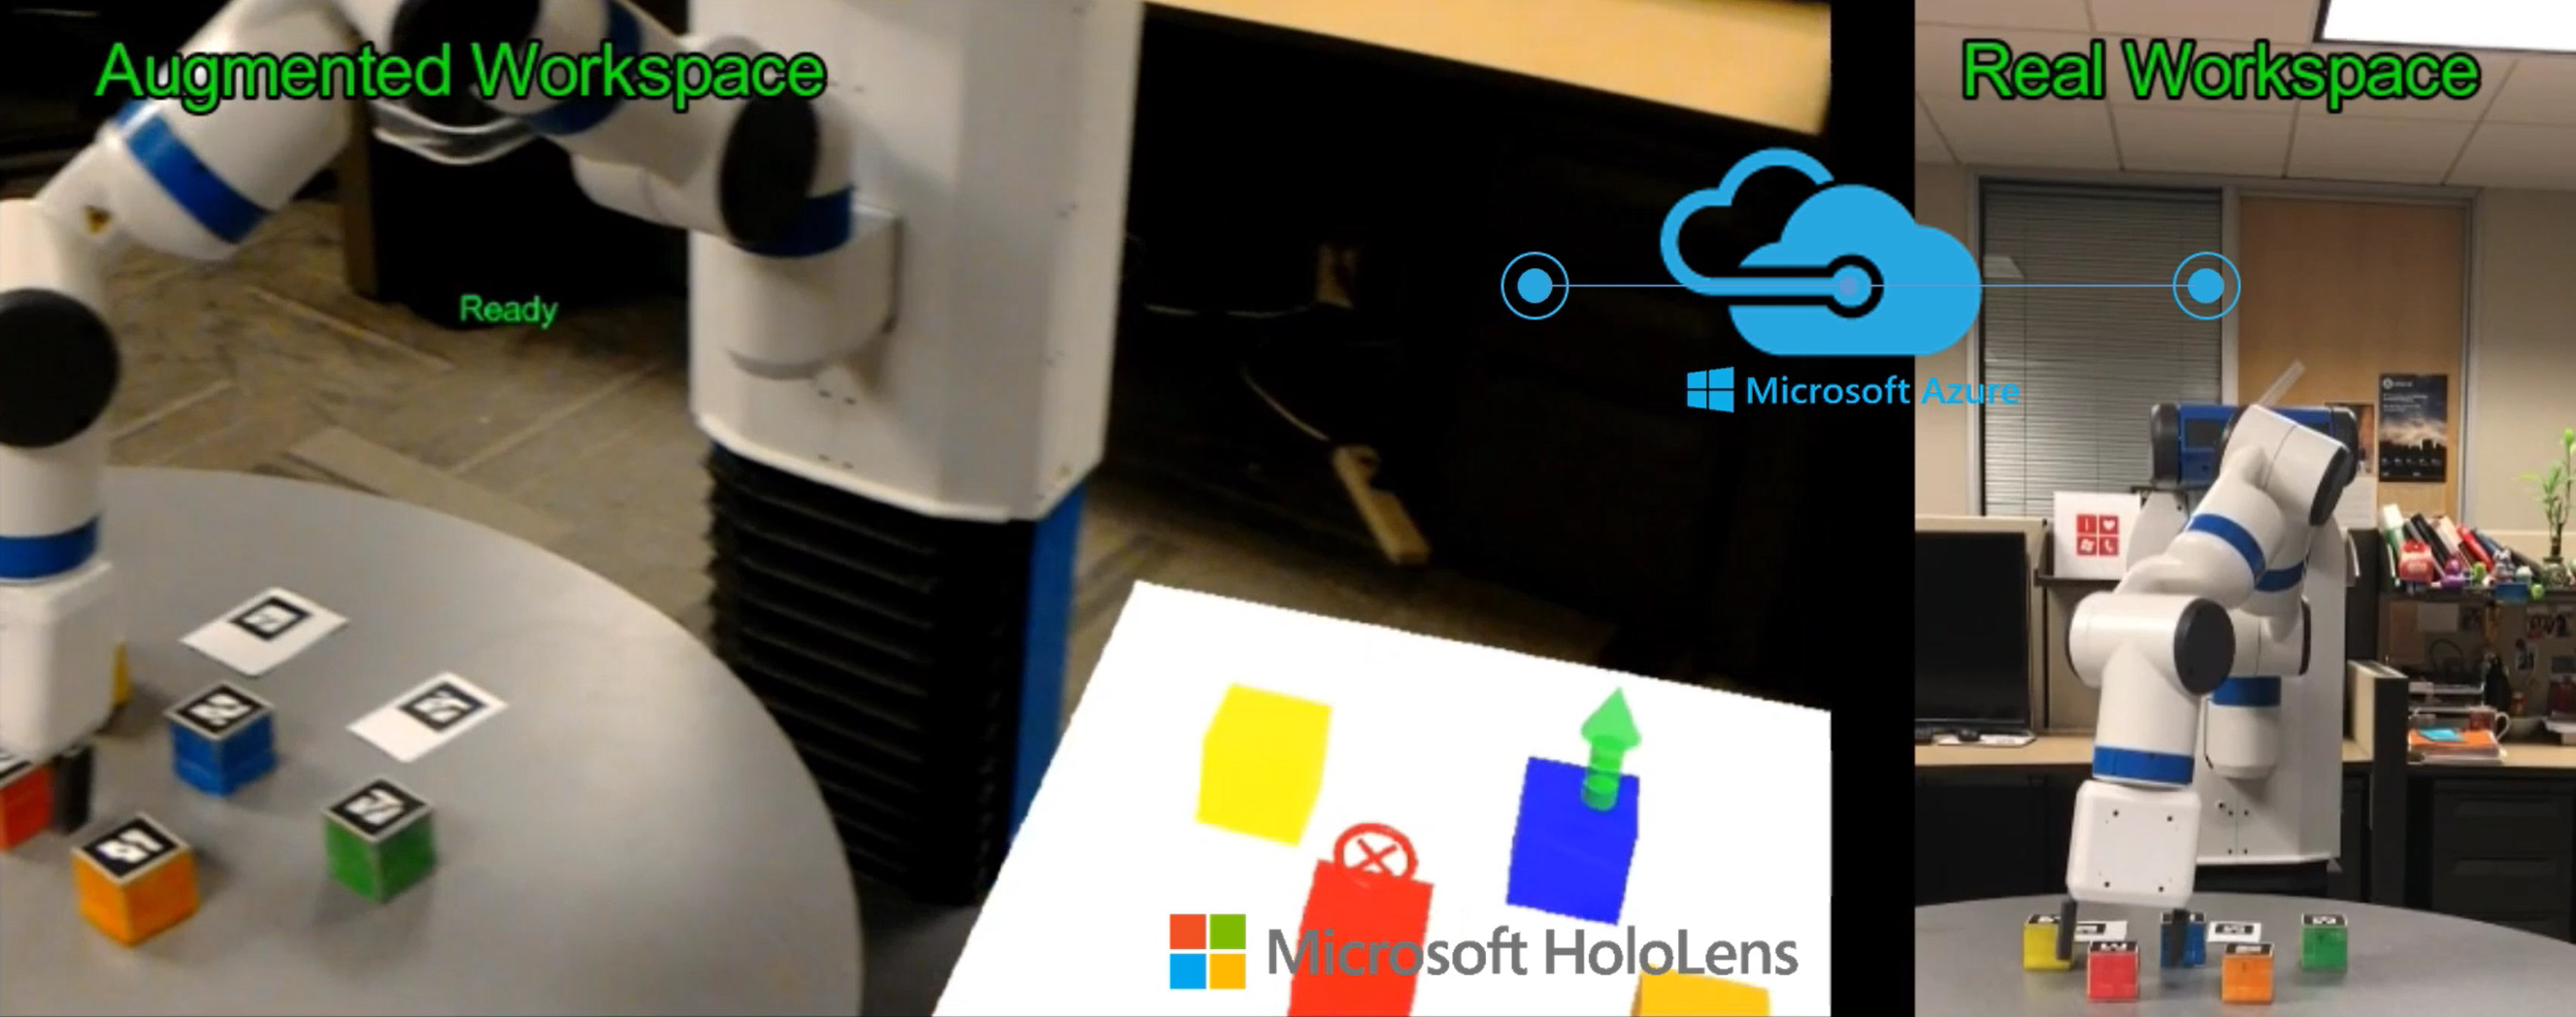 Augmented Workspace
Real Workspace
Ready
Microsoft Azure
Microsoft HoloLens